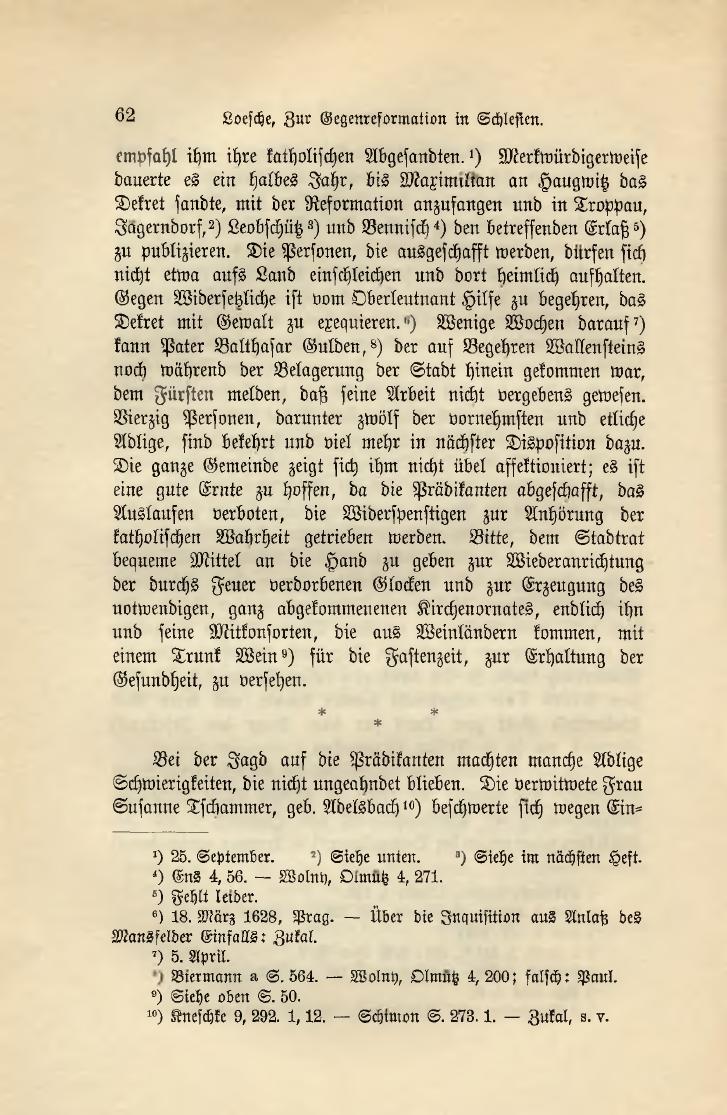 62 Loesche, Zur Gegenreformation in Schlesien.
empfahl ihm ihre katholischen Abgesandten.¹) Merkwürdigerweise
dauerte es ein halbes Jahr, bis Maximilian an Haugwitz das
Dekret sandte, mit der Reformation anzufangen und in Troppau,
Jägerndorf,²) Leobschütz³) und Bennisch⁴) den betreffenden Erlaß⁵)
zu publizieren. Die Personen, die ausgeschafft werden, dürfen sich
nicht etwa aufs Land einschleichen und dort heimlich aufhalten.
Gegen Widersetzliche ist vom Oberleutnant Hilfe zu begehren, das
Dekret mit Gewalt zu exequieren.⁶) Wenige Wochen darauf⁷)
kann Pater Balthasar Gulden,⁸) der auf Begehren Wallensteins
noch während der Belagerung der Stadt hinein gekommen war,
dem Fürsten melden, daß seine Arbeit nicht vergebens gewesen.
Vierzig Personen, darunter zwölf der vornehmsten und etliche
Adlige, sind bekehrt und viel mehr in nächster Disposition dazu.
Die ganze Gemeinde zeigt sich ihm nicht übel affektioniert; es ist
eine gute Ernte zu hoffen, da die Prädikanten abgeschafft, das
Auslaufen verboten, die Widerspenstigen zur Anhörung der
katholischen Wahrheit getrieben werden. Bitte, dem Stadtrat
bequeme Mittel an die Hand zu geben zur Wiederanrichtung
der durchs Feuer verdorbenen Glocken und zur Erzeugung des
notwendigen, ganz abgekommenenen Kirchenornates, endlich ihn
und seine Mitkonsorten, die aus Weinländern kommen, mit
einem Trunk Wein⁹) für die Fastenzeit, zur Erhaltung der
Gesundheit, zu versehen.
* * *
Bei der Jagd auf die Prädikanten machten manche Adlige
Schwierigkeiten, die nicht ungeahndet blieben. Die verwitwete Frau
Susanne Tschammer, geb. Adelsbach¹⁰) beschwerte sich wegen Ein-
¹) 25. September. ²) Siehe unten. ³) Siehe im nächsten Heft.
⁴) Ens 4, 56. — Wolny, Olmütz 4, 271.
⁵) Fehlt leider.
⁶) 18. März 1628, Prag. — Über die Inquisition aus Anlaß des
Mansfelder Einfalls: Zukal.
⁷) 5. April.
⁸) Biermann a S. 564. — Wolny, Olmütz 4, 200; falsch: Paul.
⁹) Siehe oben S. 50.
¹⁰) Kneschke 9, 292. 1, 12. — Schimon S. 273. 1. — Zukal, s. v.